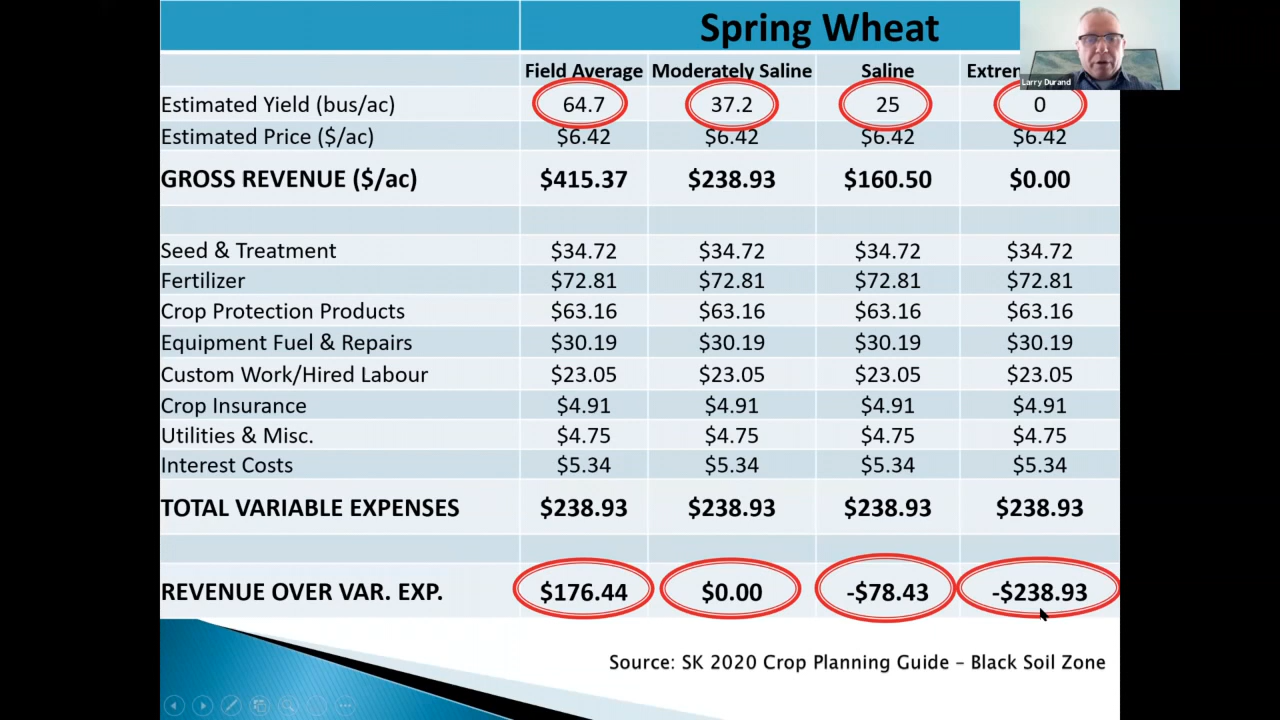 Spring Wheat
Larry Durand
Field Average Moderately Saline Saline
Estimated Yield (bus/ac) 64.7 37.2 25 0
Estimated Price ($/ac) $6.42 $6.42 $6.42 $6.42
GROSS REVENUE ($/ac) $415.37 $238.93 $160.50 $0.00
Seed & Treatment $34.72 $34.72 $34.72 $34.72
Fertilizer $72.81 $72.81 $72.81 $72.81
Crop Protection Products $63.16 $63.16 $63.16 $63.16
Equipment Fuel & Repairs $30.19 $30.19 $30.19 $30.19
Custom Work/Hired Labour $23.05 $23.05 $23.05 $23.05
Crop Insurance $4.91 $4.91 $4.91 $4.91
Utilities & Misc. $4.75 $4.75 $4.75 $4.75
Interest Costs $5.34 $5.34 $5.34 $5.34
TOTAL VARIABLE EXPENSES $238.93 $238.93 $238.93 $238.93
REVENUE OVER VAR. EXP. $176.44 $0.00 -$78.43 -$238.93
Source: SK 2020 Crop Planning Guide – Black Soil Zone